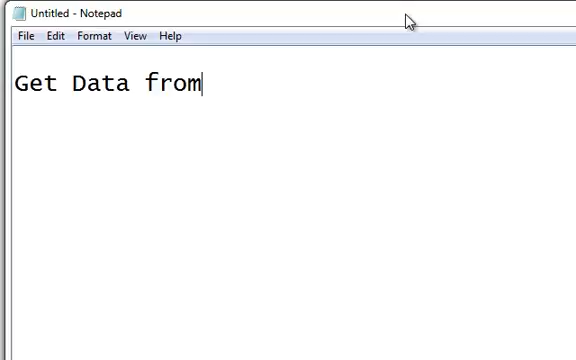 Untitled - Notepad
File Edit Format View Help
Get Data from